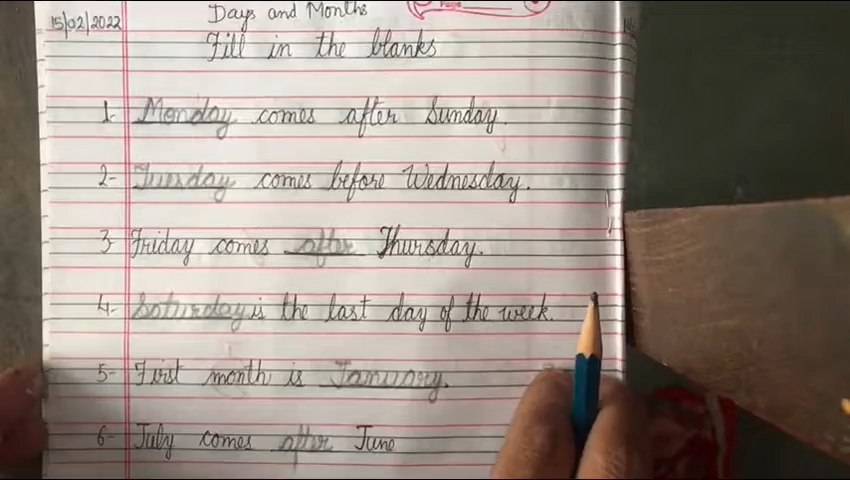 Days and Months
Page
15/02/2022
Fill in the blanks
1. Monday comes after Sunday.
2- Tuesday comes before Wednesday.
3- Friday comes after Thursday.
4- Saturday is the last day of the week.
5- First month is January.
6- July comes after June